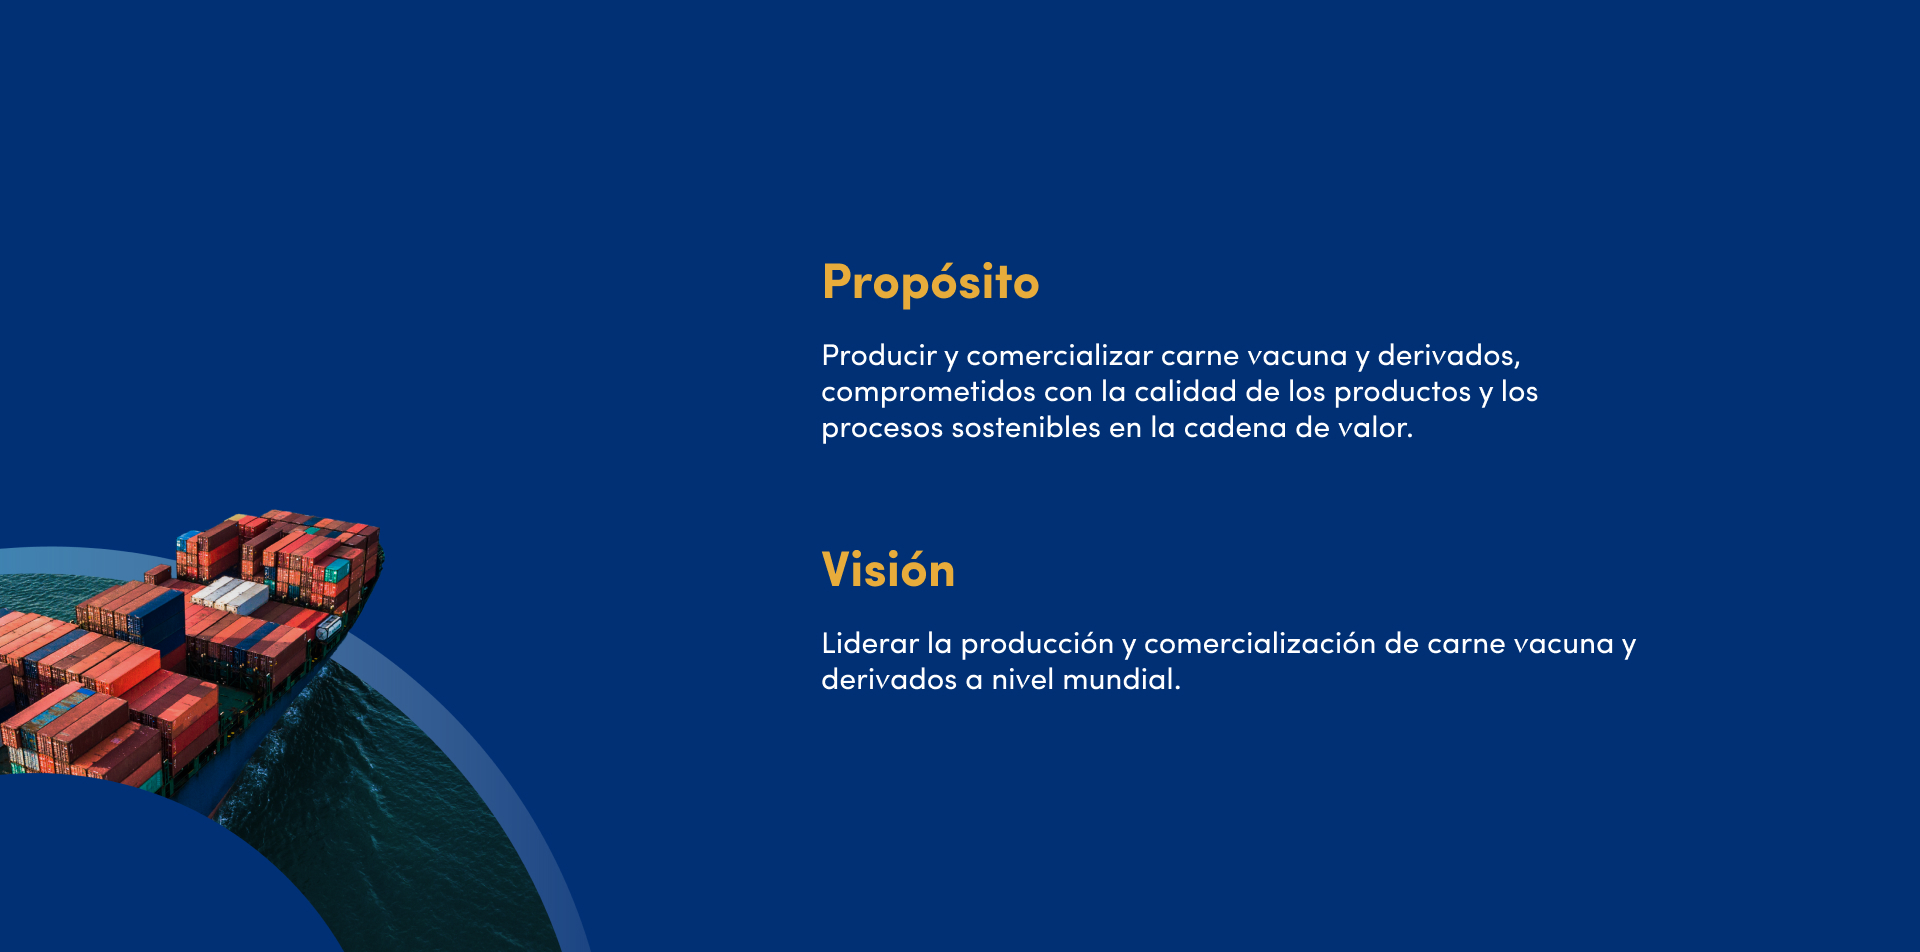 Propósito
Producir y comercializar carne vacuna y derivados,
comprometidos con la calidad de los productos y los
procesos sostenibles en la cadena de valor.
Visión
Liderar la producción y comercialización de carne vacuna y
derivados a nivel mundial.